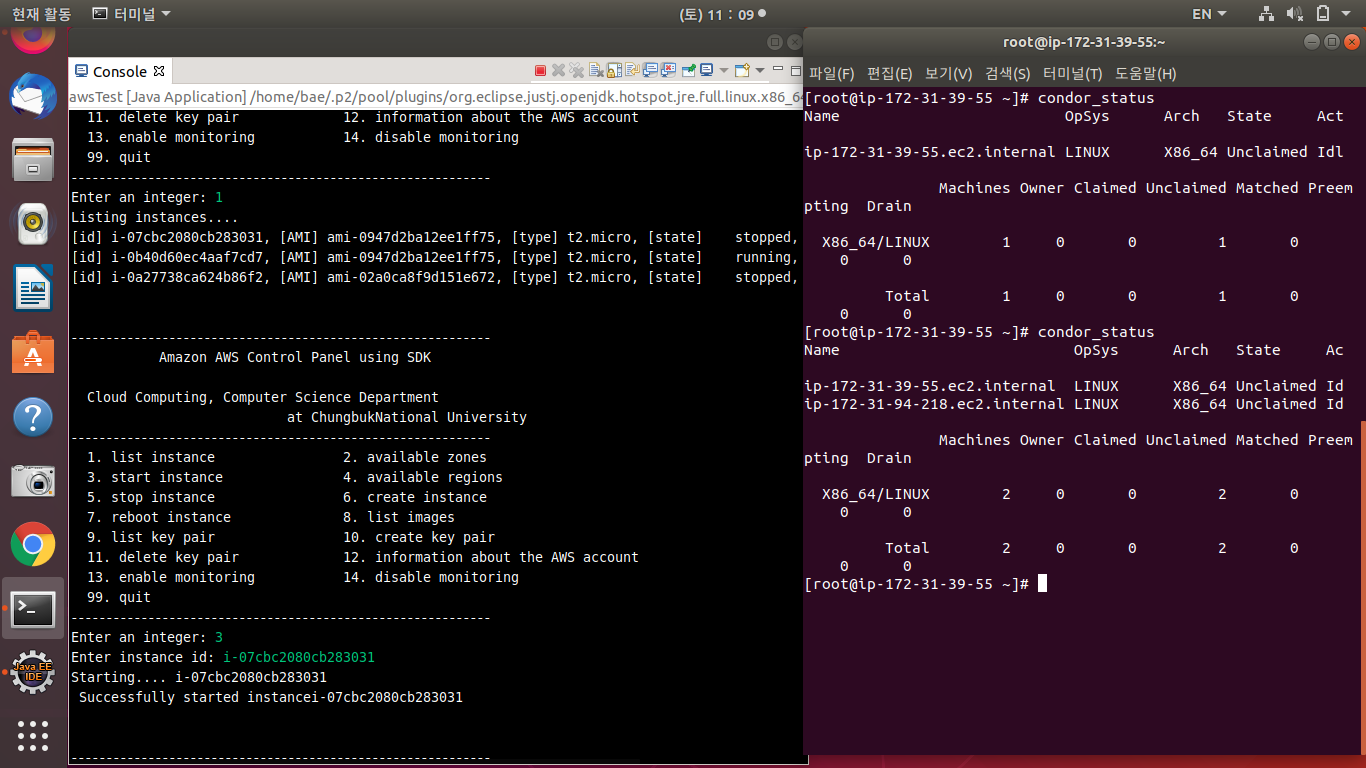 현재 활동
터미널
(토) 11 : 09
EN
Console
awsTest [Java Application] /home/bae/.p2/pool/plugins/org.eclipse.justj.openjdk.hotspot.jre.full.linux.x86_64
11. delete key pair 12. information about the AWS account
13. enable monitoring 14. disable monitoring
99. quit
------------------------------------------------------------
Enter an integer: 1
Listing instances....
[id] i-07cbc2080cb283031, [AMI] ami-0947d2ba12ee1ff75, [type] t2.micro, [state] stopped,
[id] i-0b40d60ec4aaf7cd7, [AMI] ami-0947d2ba12ee1ff75, [type] t2.micro, [state] running,
[id] i-0a27738ca624b86f2, [AMI] ami-02a0ca8f9d151e672, [type] t2.micro, [state] stopped,
------------------------------------------------------------
Amazon AWS Control Panel using SDK
Cloud Computing, Computer Science Department
at ChungbukNational University
------------------------------------------------------------
1. list instance 2. available zones
3. start instance 4. available regions
5. stop instance 6. create instance
7. reboot instance 8. list images
9. list key pair 10. create key pair
11. delete key pair 12. information about the AWS account
13. enable monitoring 14. disable monitoring
99. quit
------------------------------------------------------------
Enter an integer: 3
Enter instance id: i-07cbc2080cb283031
Starting.... i-07cbc2080cb283031
Successfully started instancei-07cbc2080cb283031
------------------------------------------------------------
root@ip-172-31-39-55:~
파일(F) 편집(E) 보기(V) 검색(S) 터미널(T) 도움말(H)
[root@ip-172-31-39-55 ~]# condor_status
Name OpSys Arch State Act
ip-172-31-39-55.ec2.internal LINUX X86_64 Unclaimed Idl
Machines Owner Claimed Unclaimed Matched Preem
pting Drain
X86_64/LINUX 1 0 0 1 0
0 0
Total 1 0 0 1 0
0 0
[root@ip-172-31-39-55 ~]# condor_status
Name OpSys Arch State Ac
ip-172-31-39-55.ec2.internal LINUX X86_64 Unclaimed Id
ip-172-31-94-218.ec2.internal LINUX X86_64 Unclaimed Id
Machines Owner Claimed Unclaimed Matched Preem
pting Drain
X86_64/LINUX 2 0 0 2 0
0 0
Total 2 0 0 2 0
0 0
[root@ip-172-31-39-55 ~]#
Java EE
IDE